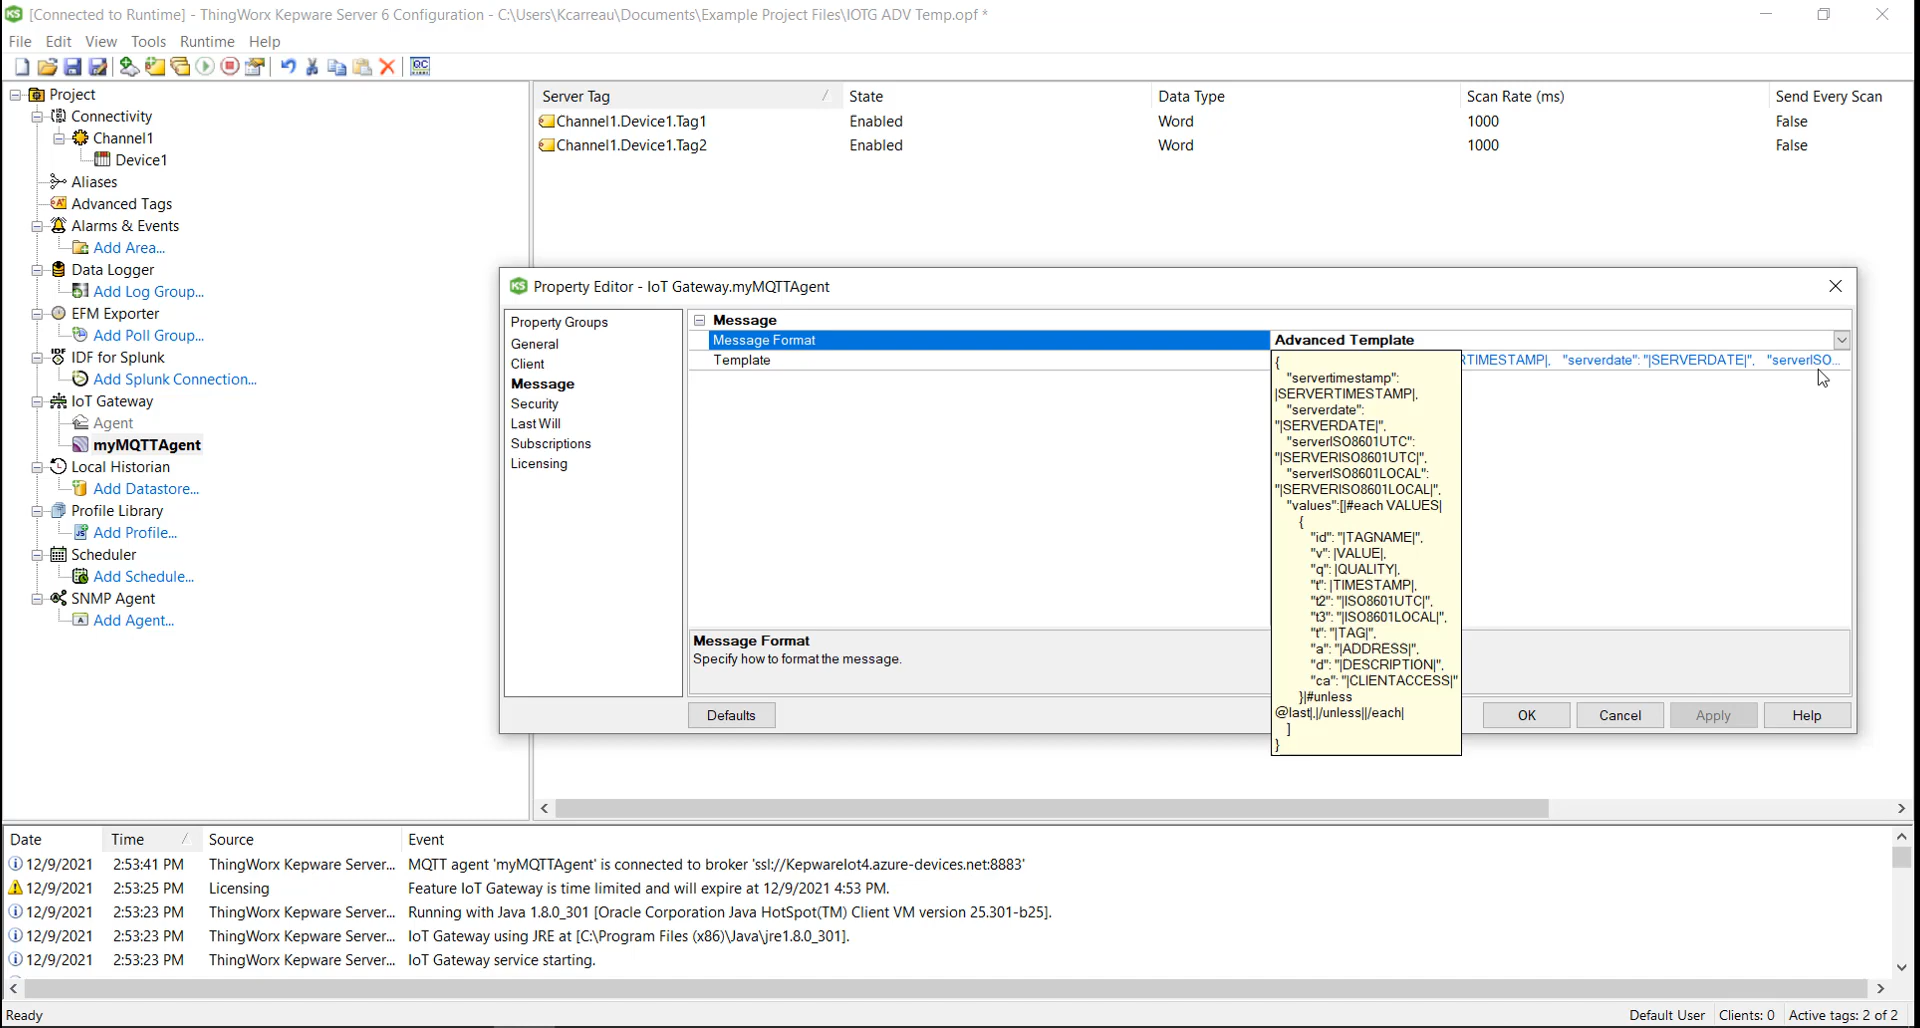 [Connected to Runtime] - ThingWorx Kepware Server 6 Configuration - C:\Users\Kcarreau\Documents\Example Project Files\IOTG ADV Temp.opf *
File Edit View Tools Runtime Help
Project
Connectivity
Channel1
Device1
Aliases
Advanced Tags
Alarms & Events
Add Area...
Data Logger
Add Log Group...
EFM Exporter
Add Poll Group...
IDF for Splunk
Add Splunk Connection...
IoT Gateway
Agent
myMQTTAgent
Local Historian
Add Datastore...
Profile Library
Add Profile...
Scheduler
Add Schedule...
SNMP Agent
Add Agent...
Server Tag State Data Type Scan Rate (ms) Send Every Scan
Channel1.Device1.Tag1 Enabled Word 1000 False
Channel1.Device1.Tag2 Enabled Word 1000 False
Property Editor - IoT Gateway.myMQTTAgent
Property Groups
General
Client
Message
Security
Last Will
Subscriptions
Licensing
Message
Message Format Advanced Template
Template RTIMESTAMP|, "serverdate": "|SERVERDATE|", "serverISO...
{
"servertimestamp":
|SERVERTIMESTAMP|,
"serverdate":
"|SERVERDATE|",
"serverISO8601UTC":
"|SERVERISO8601UTC|",
"serverISO8601LOCAL":
"|SERVERISO8601LOCAL|",
"values":[|#each VALUES|
{
"id": "|TAGNAME|",
"v": |VALUE|,
"q": |QUALITY|,
"t": |TIMESTAMP|,
"t2": "|ISO8601UTC|",
"t3": "|ISO8601LOCAL|",
"t": "|TAG|",
"a": "|ADDRESS|",
"d": "|DESCRIPTION|",
"ca": "|CLIENTACCESS|"
}|#unless
@last|,|/unless||/each|
]
}
Message Format
Specify how to format the message.
Defaults OK Cancel Apply Help
Date Time Source Event
12/9/2021 2:53:41 PM ThingWorx Kepware Server... MQTT agent 'myMQTTAgent' is connected to broker 'ssl://KepwareIot4.azure-devices.net:8883'
12/9/2021 2:53:25 PM Licensing Feature IoT Gateway is time limited and will expire at 12/9/2021 4:53 PM.
12/9/2021 2:53:23 PM ThingWorx Kepware Server... Running with Java 1.8.0_301 [Oracle Corporation Java HotSpot(TM) Client VM version 25.301-b25].
12/9/2021 2:53:23 PM ThingWorx Kepware Server... IoT Gateway using JRE at [C:\Program Files (x86)\Java\jre1.8.0_301].
12/9/2021 2:53:23 PM ThingWorx Kepware Server... IoT Gateway service starting.
Ready Default User Clients: 0 Active tags: 2 of 2